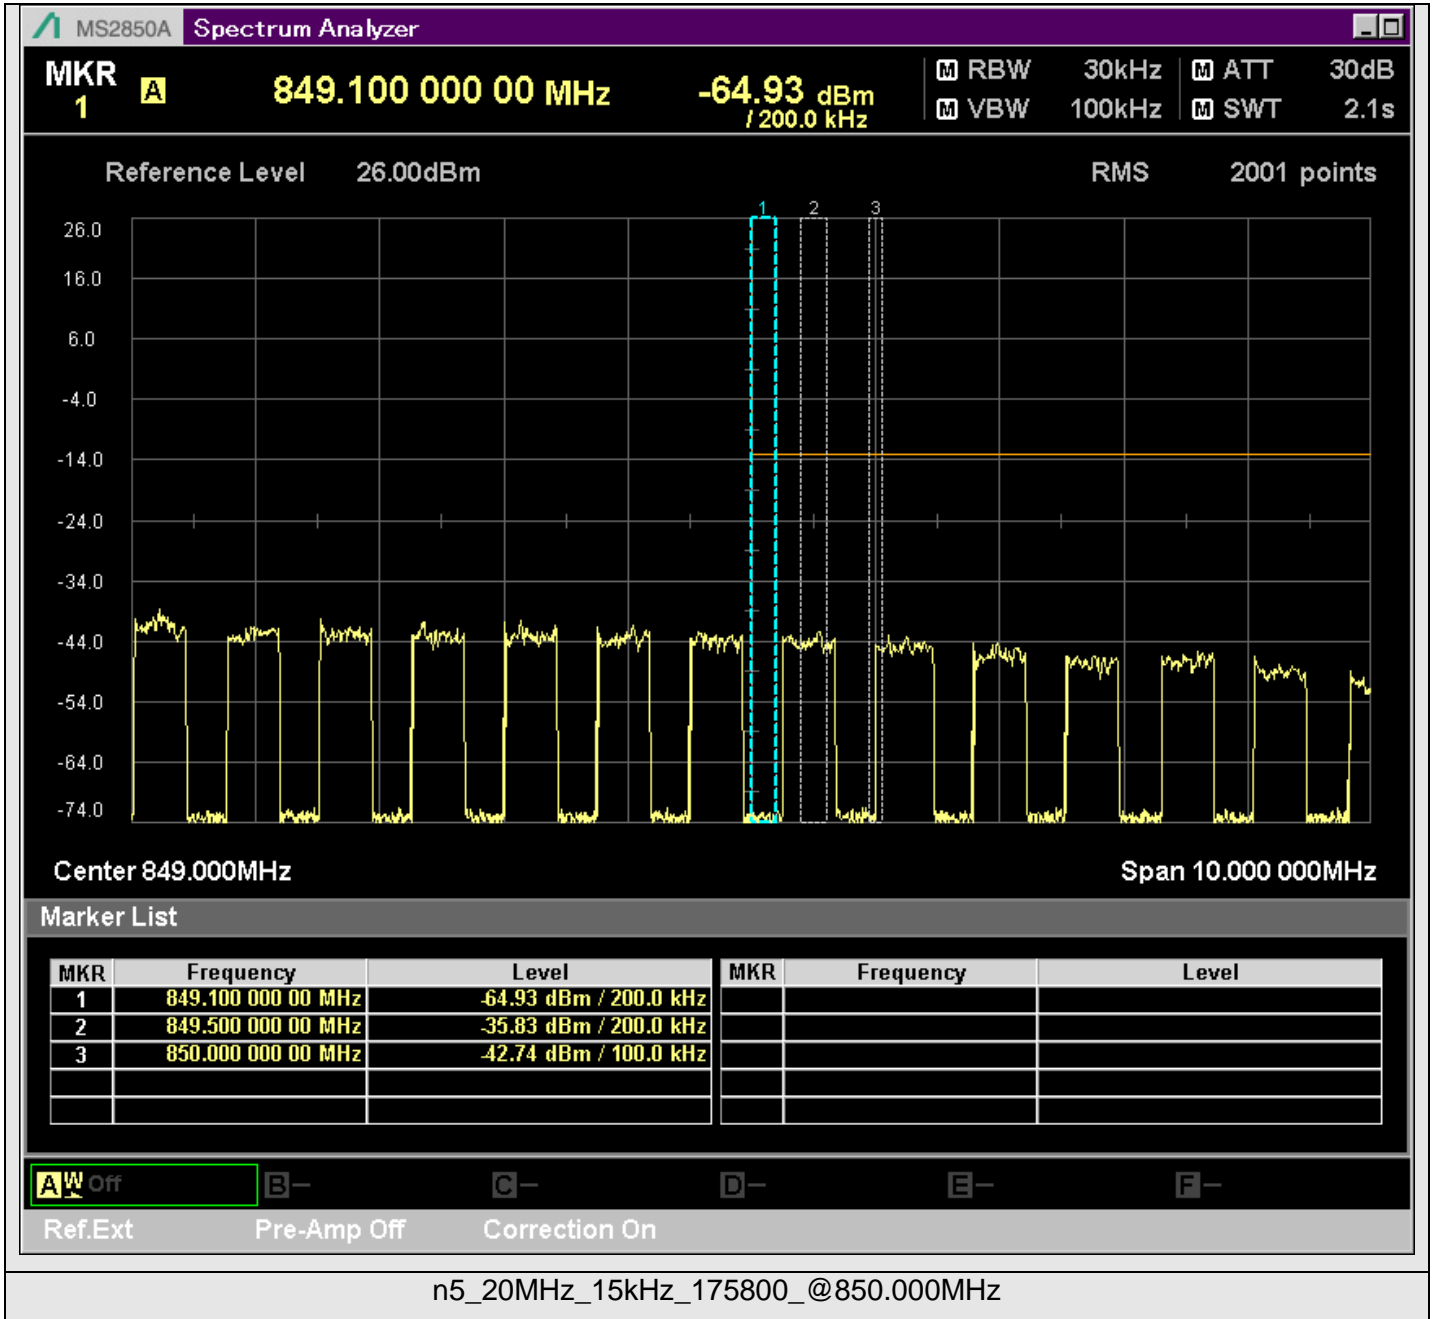 MS2850A Spectrum Analyzer
MKR 1 A 849.100 000 00 MHz -64.93 dBm / 200.0 kHz
M RBW 30kHz M ATT 30dB
M VBW 100kHz M SWT 2.1s
Reference Level 26.00dBm RMS 2001 points
1 2 3
26.0
16.0
6.0
-4.0
-14.0
-24.0
-34.0
-44.0
-54.0
-64.0
-74.0
Center 849.000MHz Span 10.000 000MHz
Marker List
MKR Frequency Level MKR Frequency Level
1 849.100 000 00 MHz -64.93 dBm / 200.0 kHz
2 849.500 000 00 MHz -35.83 dBm / 200.0 kHz
3 850.000 000 00 MHz -42.74 dBm / 100.0 kHz
A W Off B - C - D - E - F -
Ref.Ext Pre-Amp Off Correction On
n5_20MHz_15kHz_175800_@850.000MHz